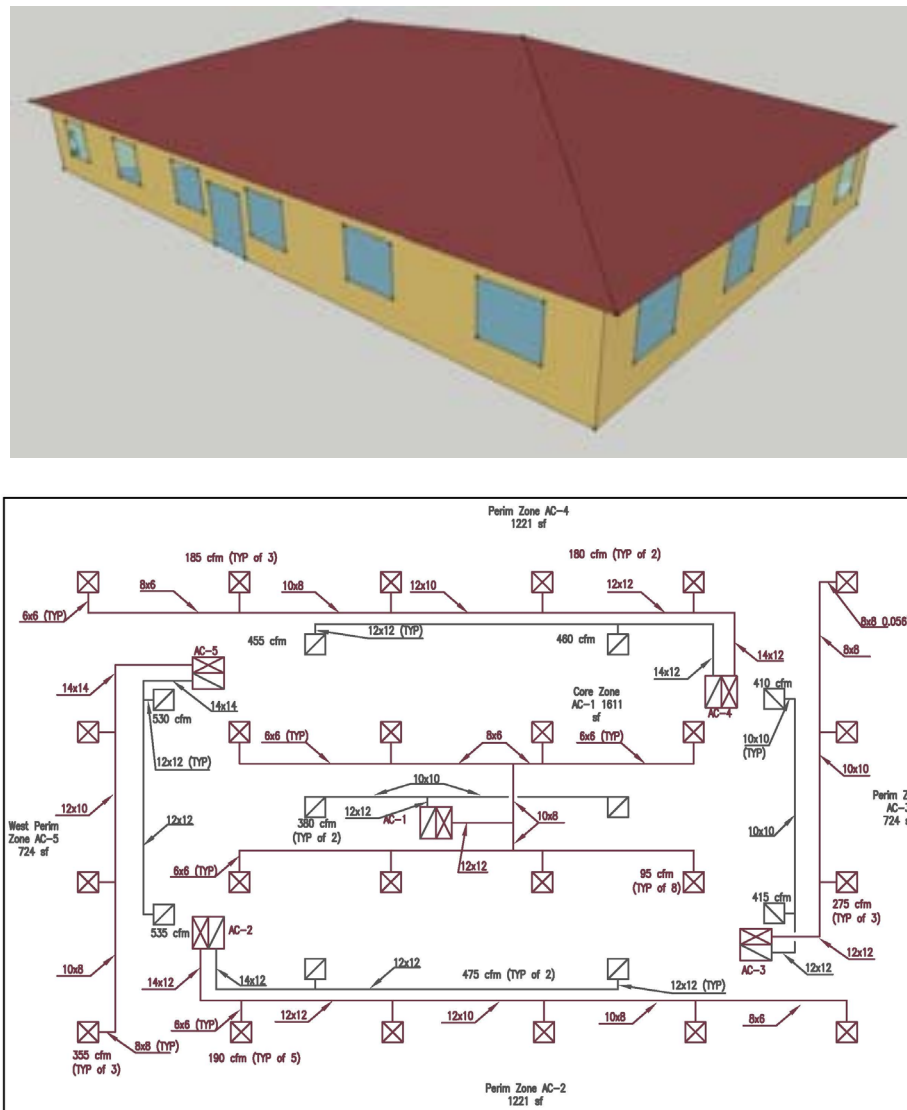 Perim Zone AC-4
1221 sf
185 cfm (TYP of 3)
180 cfm (TYP of 2)
8x6
10x8
12x10
12x12
6x6 (TYP)
8x8 0.056
12x12 (TYP)
455 cfm
460 cfm
8x8
AC-5
14x12
14x12
14x14
14x14
Core Zone
AC-1 1611
sf
AC-4
410 cfm
530 cfm
6x6 (TYP)
8x6
6x6 (TYP)
10x10
(TYP)
12x12 (TYP)
10x10
10x10
12x10
West Perim
Zone AC-5
724 sf
12x12
380 cfm
(TYP of 2)
12x12
AC-1
10x8
Perim Z
AC-3
724 s
10x10
6x6 (TYP)
12x12
95 cfm
(TYP of 8)
415 cfm
275 cfm
(TYP of 3)
535 cfm
AC-2
10x8
14x12
14x12
12x12
475 cfm (TYP of 2)
12x12 (TYP)
AC-3
12x12
12x12
6x6 (TYP)
12x12
12x10
10x8
8x6
355 cfm
(TYP of 3)
8x8 (TYP)
190 cfm (TYP of 5)
Perim Zone AC-2
1221 sf